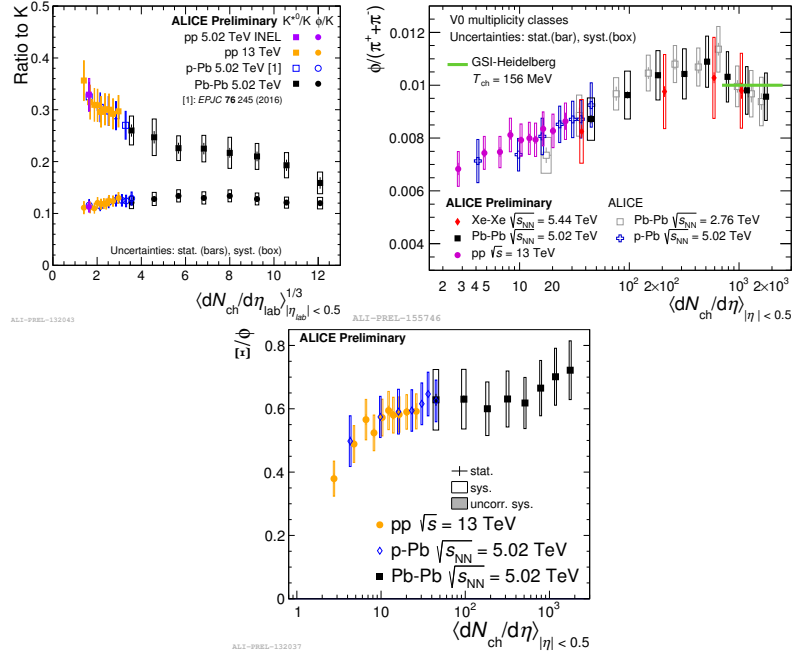 Ratio to K
0.5
0.4
0.3
0.2
0.1
0
ALICE Preliminary K*0/K ϕ/K
pp 5.02 TeV INEL
pp 13 TeV
p-Pb 5.02 TeV [1]
Pb-Pb 5.02 TeV
[1]: EPJC 76 245 (2016)
Uncertainties: stat. (bars), syst. (box)
0 2 4 6 8 10 12
⟨dNch/dηlab⟩1/3|ηlab| < 0.5
ALI-PREL-132043
ϕ/(π+ + π-)
0.012
0.01
0.008
0.006
0.004
V0 multiplicity classes
Uncertainties: stat.(bar), syst.(box)
GSI-Heidelberg
Tch = 156 MeV
ALICE Preliminary
Xe-Xe √sNN = 5.44 TeV
Pb-Pb √sNN = 5.02 TeV
pp √s = 13 TeV
ALICE
Pb-Pb √sNN = 2.76 TeV
p-Pb √sNN = 5.02 TeV
2 3 4 5 10 20 10² 2×10² 10³ 2×10³
⟨dNch/dη⟩|η| < 0.5
ALI-PREL-155746
Ξ/ϕ
0.8
0.6
0.4
0.2
0
ALICE Preliminary
stat.
sys.
uncorr. sys.
pp √s = 13 TeV
p-Pb √sNN = 5.02 TeV
Pb-Pb √sNN = 5.02 TeV
1 10 10² 10³
⟨dNch/dη⟩|η| < 0.5
ALI-PREL-132037